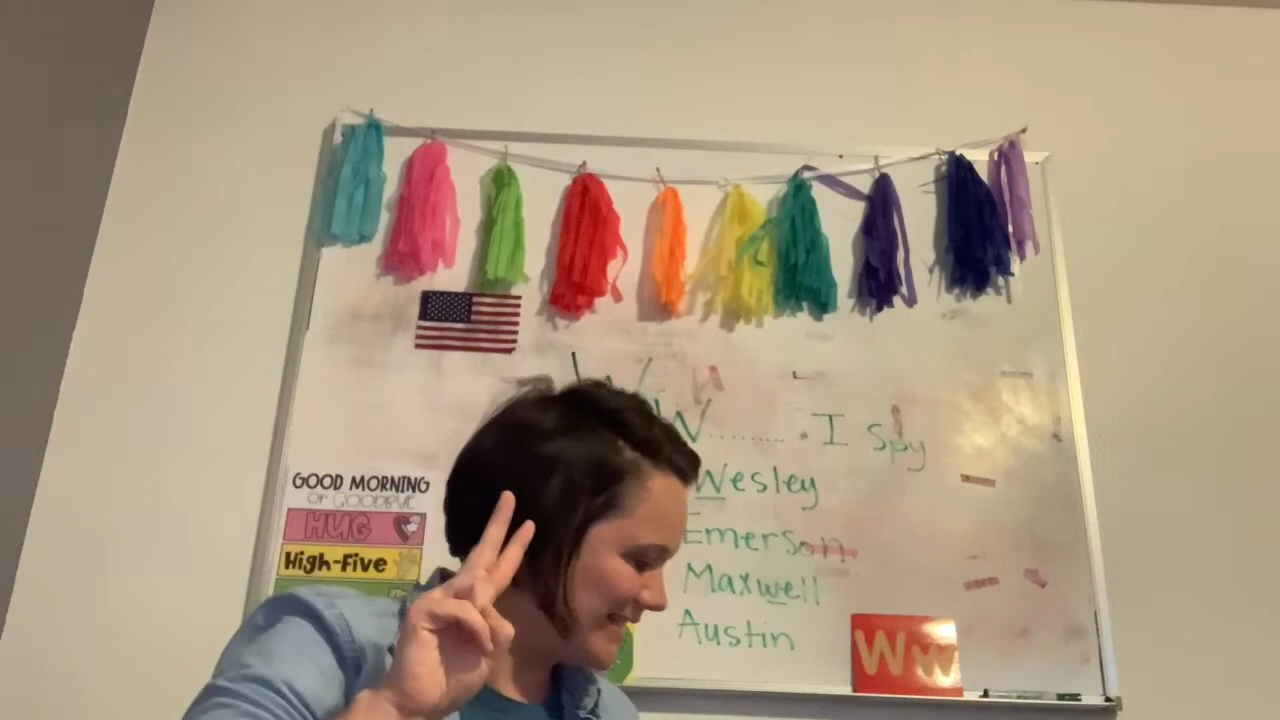 W
W.......... I Spy
Wesley
Emerson
Maxwell
Austin
GOOD MORNING
or GOODBYE
HUG
HIGH-FIVE
Ww